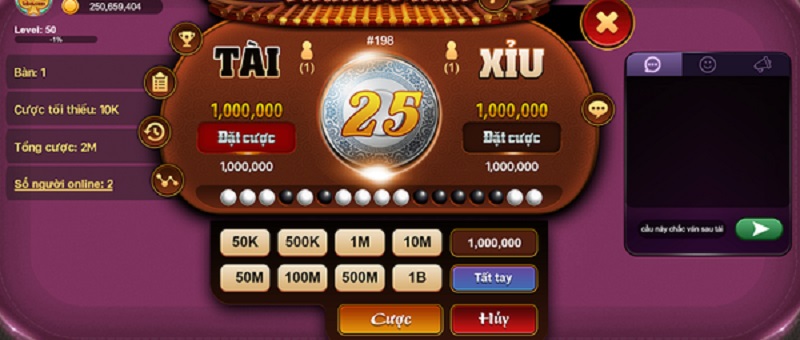 250,659,404
Level: 50
-1%
Bàn: 1
Cược tối thiểu: 10K
Tổng cược: 2M
Số người online: 2
#198
TÀI
(1)
(1)
XỈU
25
1,000,000
1,000,000
Đặt cược
Đặt cược
1,000,000
1,000,000
50K 500K 1M 10M 1,000,000
50M 100M 500M 1B Tất tay
Cược Hủy
cầu này chắc vẫn sau tài